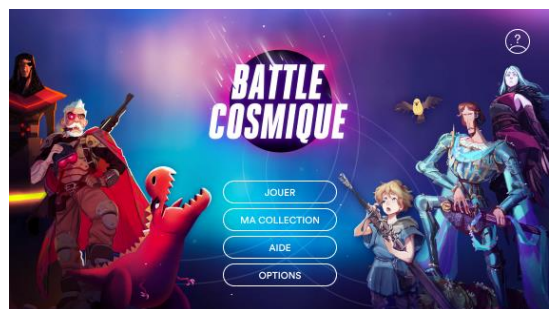 ?
BATTLE
COSMIQUE
JOUER
MA COLLECTION
AIDE
OPTIONS